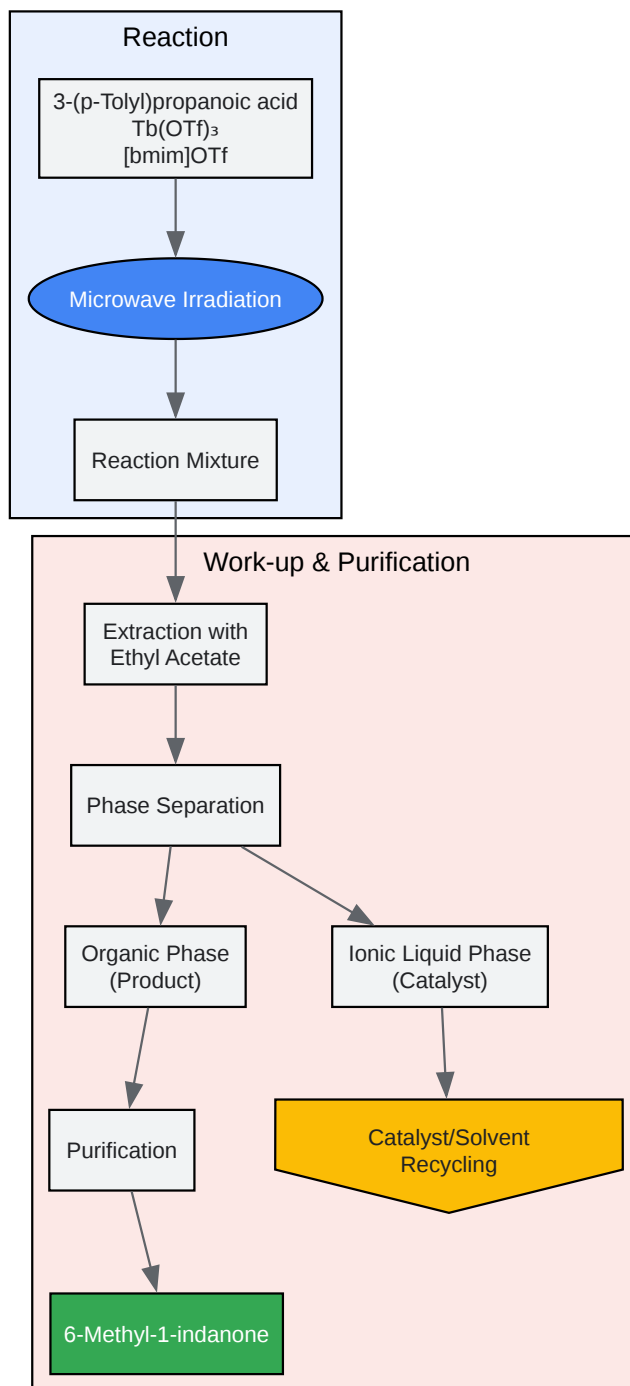 Reaction
3-(p-Tolyl)propanoic acid
Tb(OTf)₃
[bmim]OTf
Microwave Irradiation
Reaction Mixture
Work-up & Purification
Extraction with
Ethyl Acetate
Phase Separation
Organic Phase
(Product)
Ionic Liquid Phase
(Catalyst)
Purification
Catalyst/Solvent
Recycling
6-Methyl-1-indanone